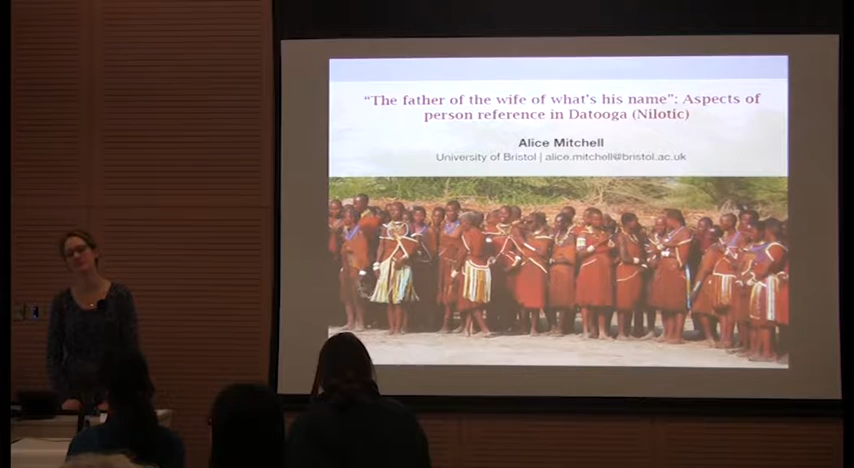 “The father of the wife of what’s his name”: Aspects of
person reference in Datooga (Nilotic)
Alice Mitchell
University of Bristol | alice.mitchell@bristol.ac.uk